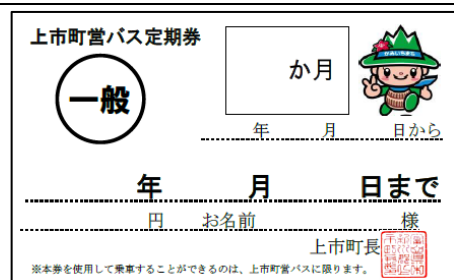 上市町営バス定期券
一般
か月
年 月 日から
年 月 日まで
円 お名前 様
上市町長
※本券を使用して乗車することができるのは、上市町営バスに限ります。